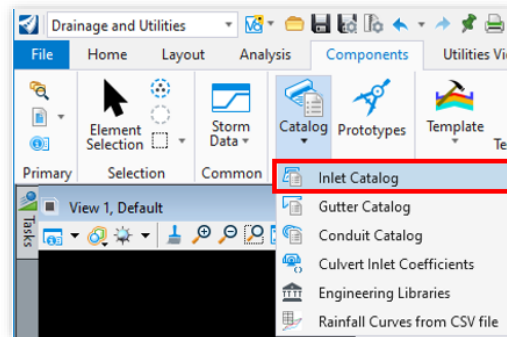 Drainage and Utilities
File Home Layout Analysis Components Utilities Vi
Element Selection
Storm Data
Catalog
Prototypes
Template
Te
Primary Selection Common
Inlet Catalog
Gutter Catalog
Conduit Catalog
Culvert Inlet Coefficients
Engineering Libraries
Rainfall Curves from CSV file
Tasks
View 1, Default